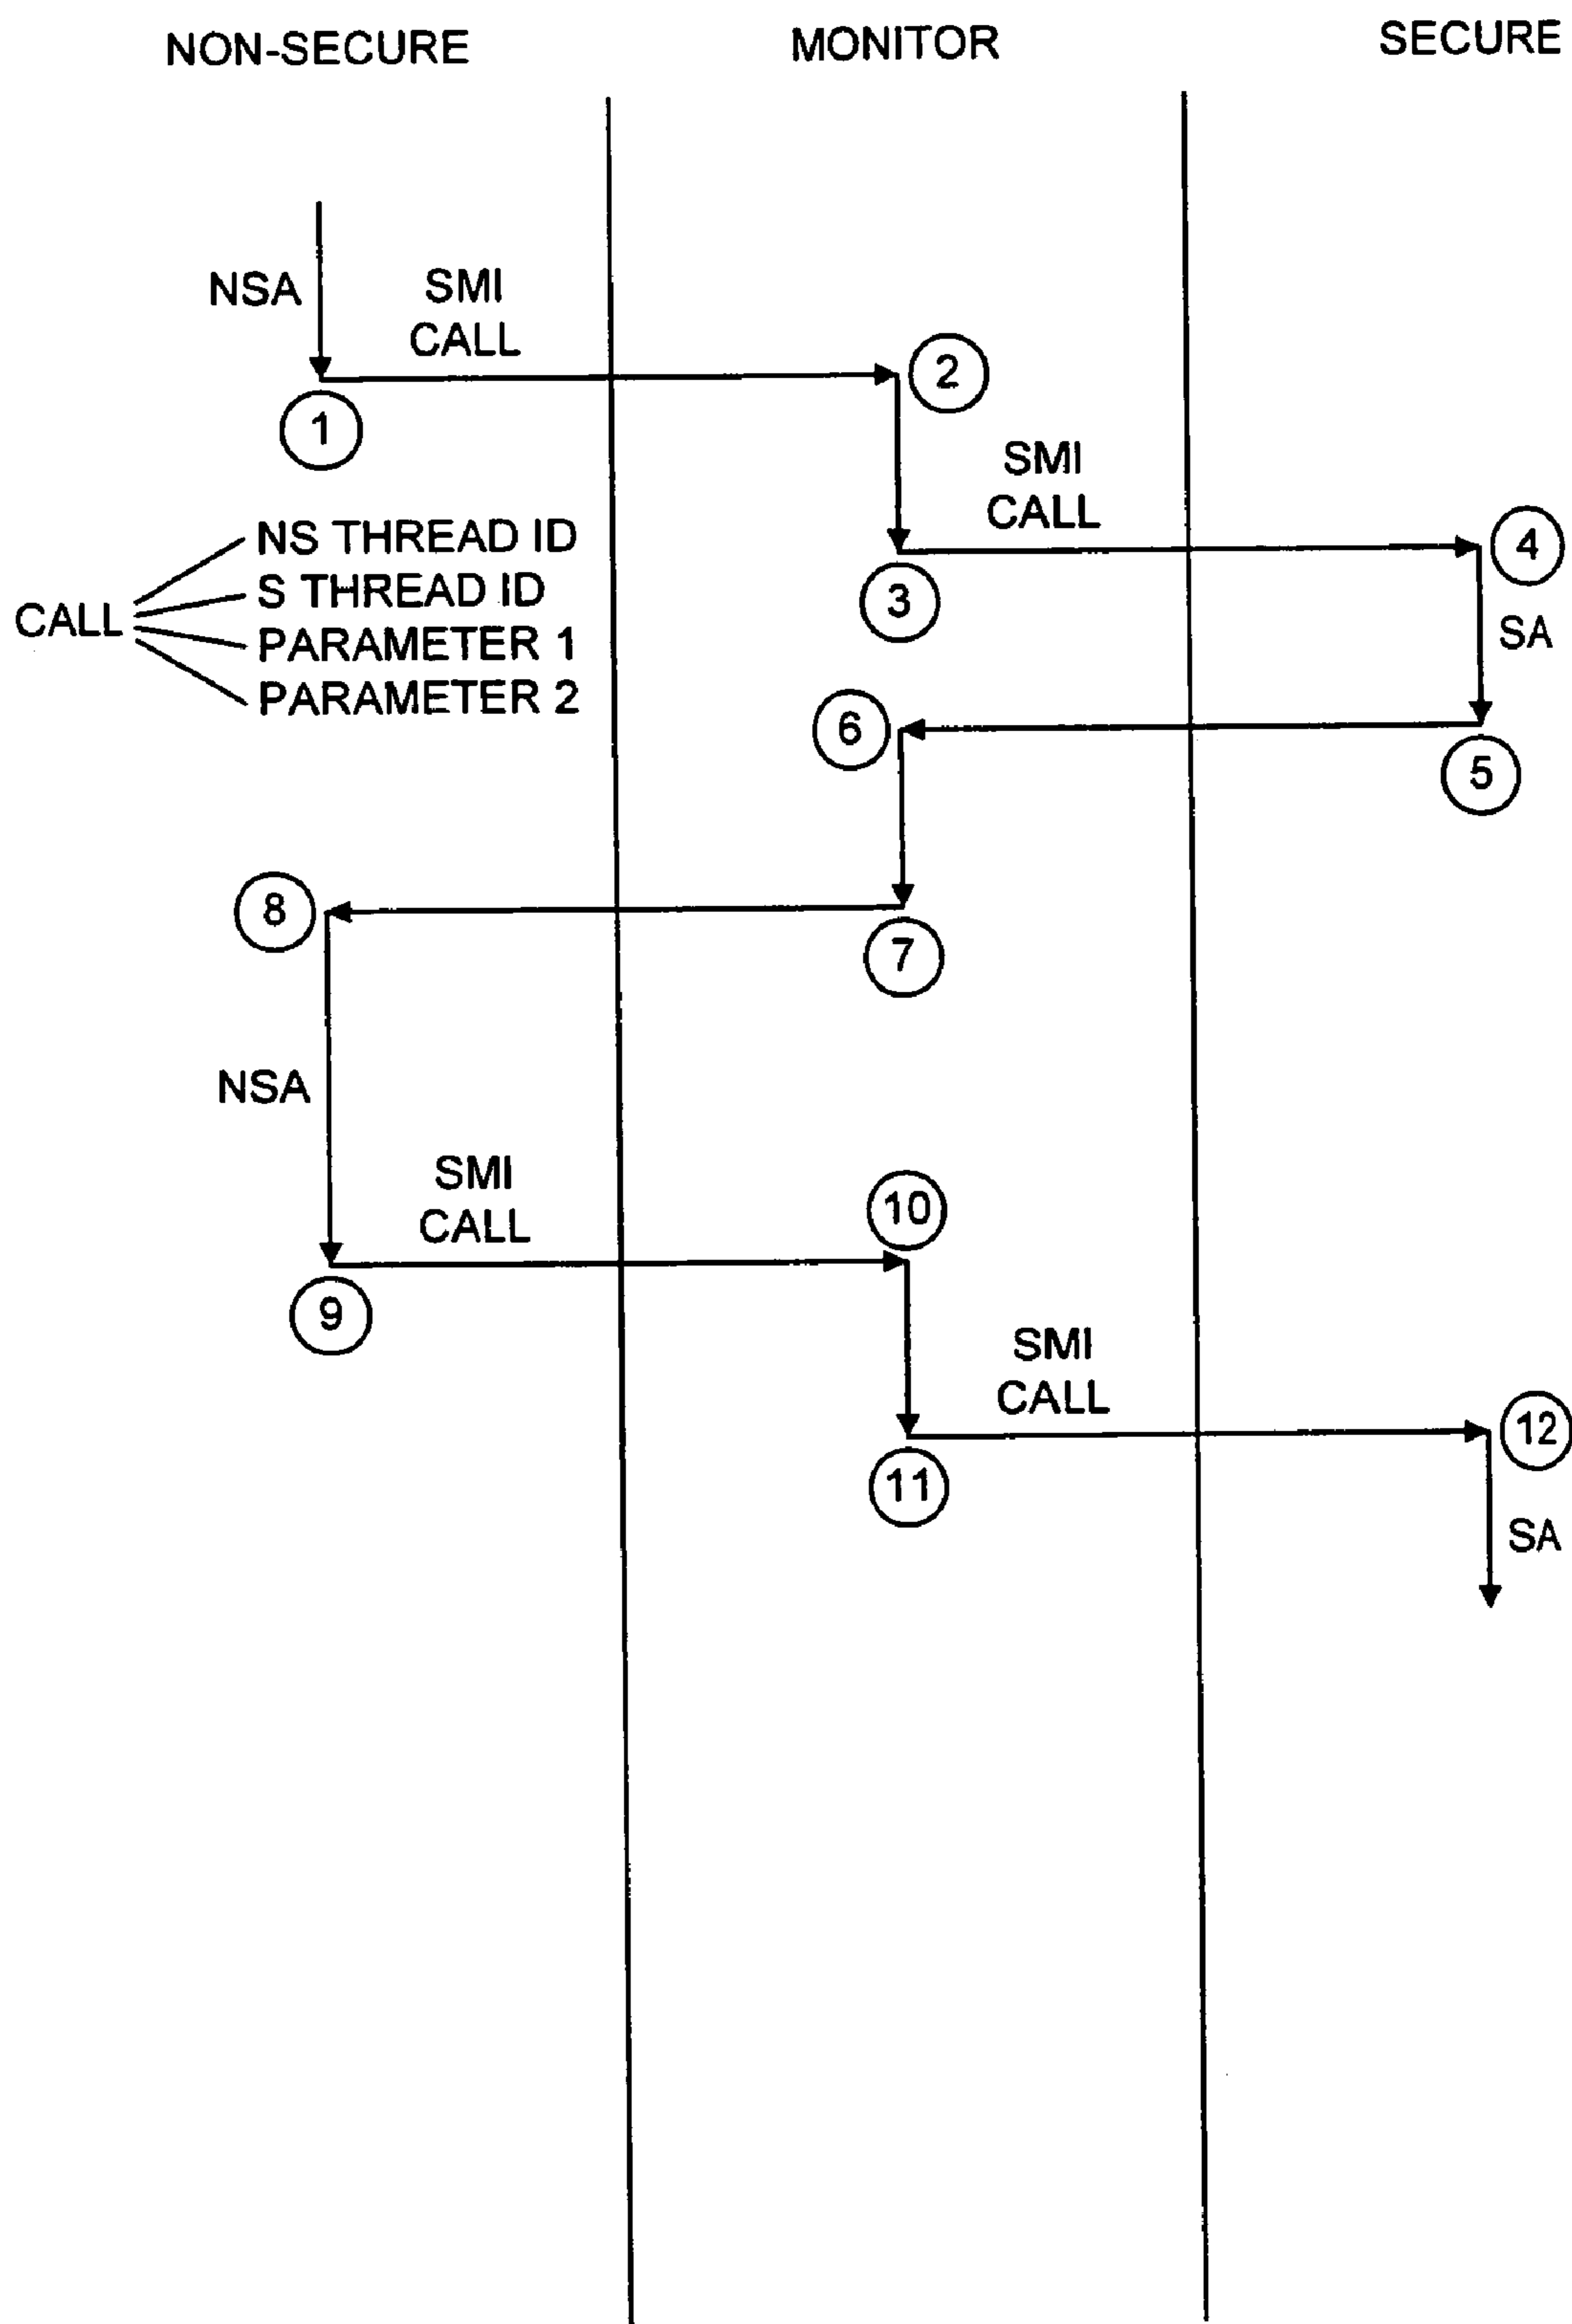 NON-SECURE
MONITOR
SECURE
NSA
SMI
CALL
2
1
SMI
CALL
4
3
SA
CALL
NS THREAD ID
S THREAD ID
PARAMETER 1
PARAMETER 2
6
5
8
7
NSA
SMI
CALL
10
9
SMI
CALL
12
11
SA